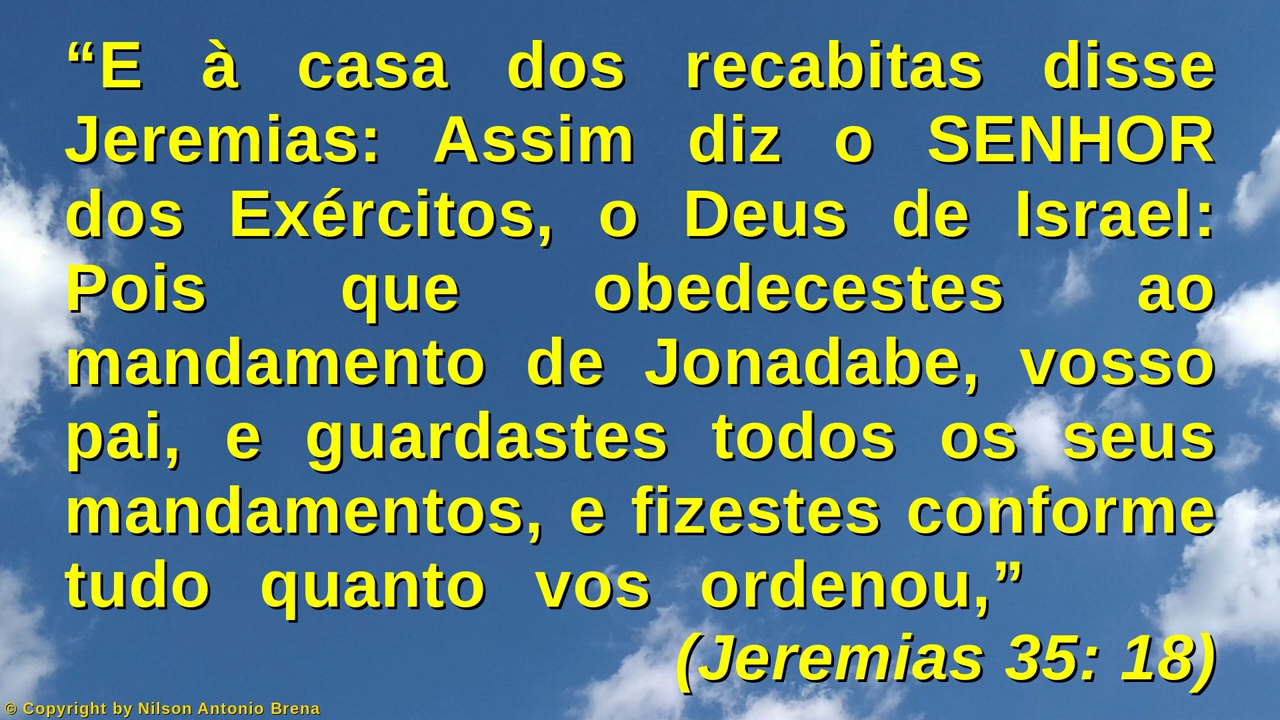 “E à casa dos recabitas disse
Jeremias: Assim diz o SENHOR
dos Exércitos, o Deus de Israel:
Pois que obedecestes ao
mandamento de Jonadabe, vosso
pai, e guardastes todos os seus
mandamentos, e fizestes conforme
tudo quanto vos ordenou,”
(Jeremias 35: 18)
© Copyright by Nilson Antonio Brena